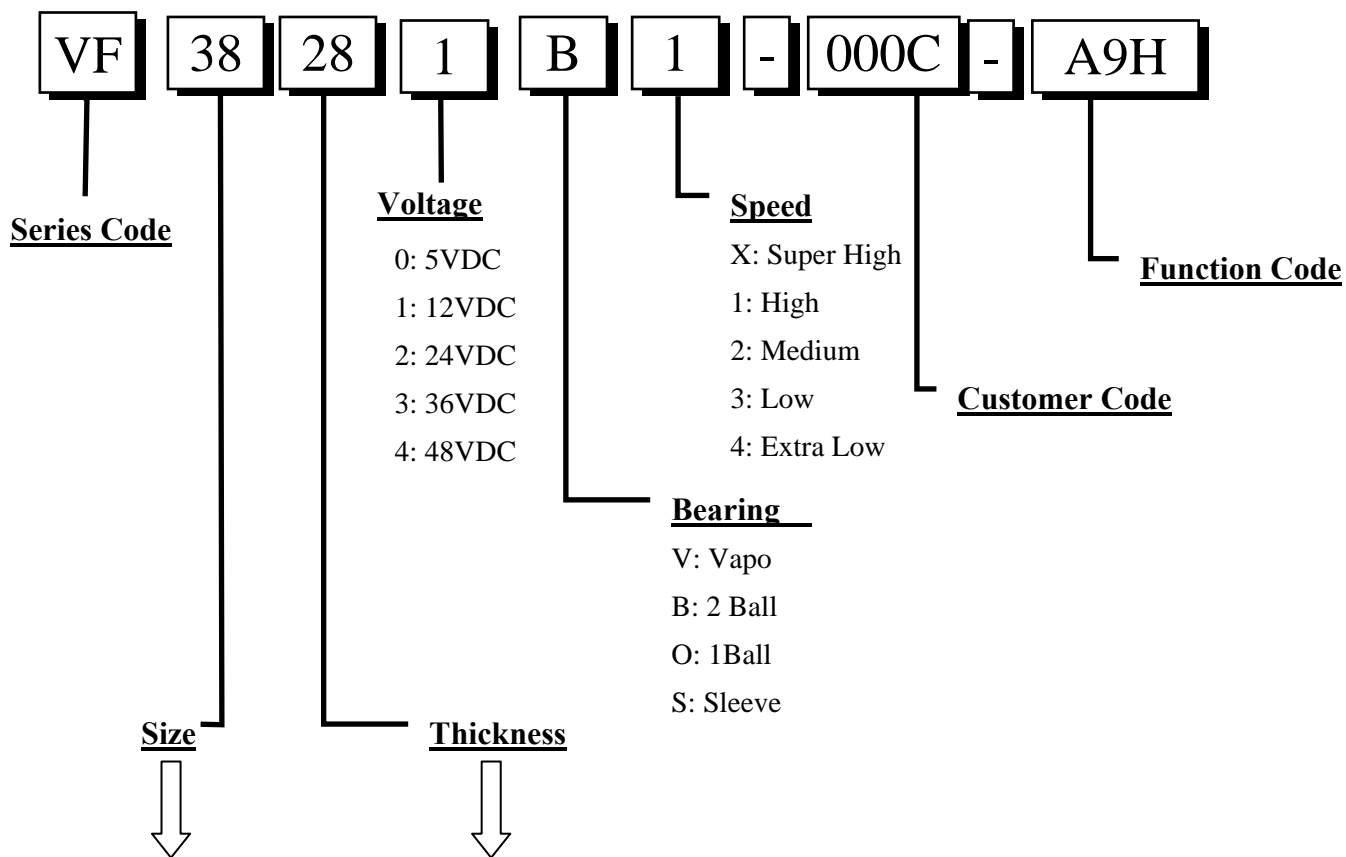 VF 38 28 1 B 1 - 000C - A9H
Series Code
Voltage
0: 5VDC
1: 12VDC
2: 24VDC
3: 36VDC
4: 48VDC
Speed
X: Super High
1: High
2: Medium
3: Low
4: Extra Low
Function Code
Customer Code
Bearing
V: Vapo
B: 2 Ball
O: 1Ball
S: Sleeve
Size
Thickness